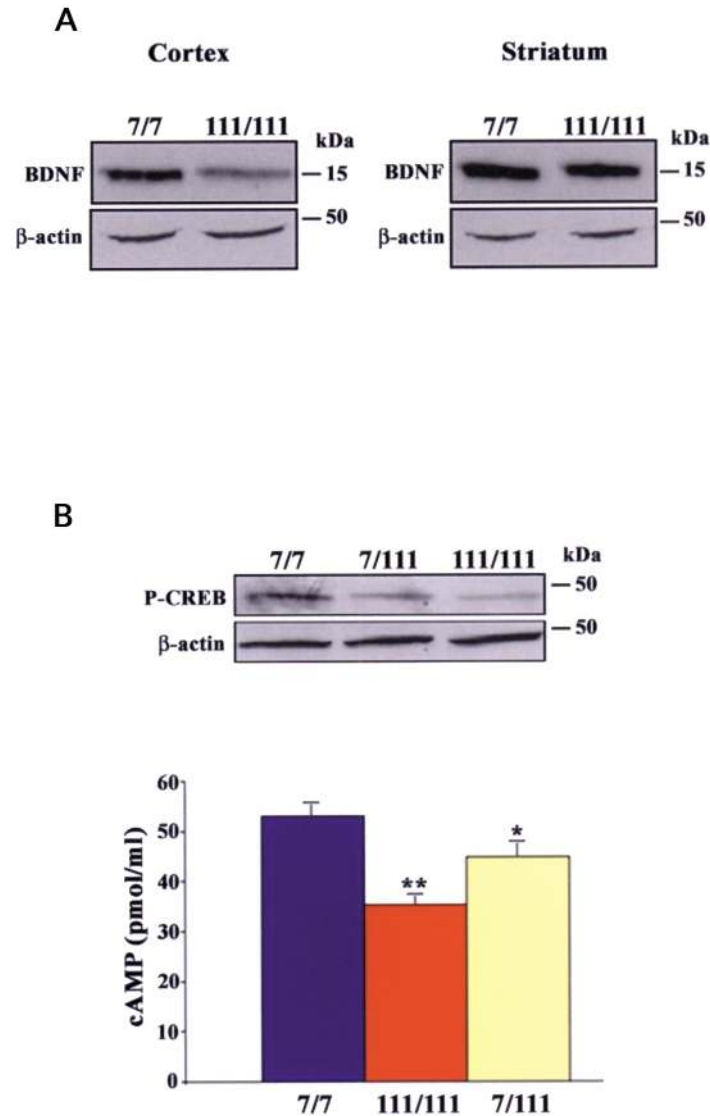 A
Cortex
Striatum
7/7 111/111 kDa
BDNF — 15
— 50
β-actin
7/7 111/111 kDa
BDNF — 15
— 50
β-actin
B
7/7 7/111 111/111 kDa
— 50
P-CREB
— 50
β-actin
60
50
40
30
20
10
0
cAMP (pmol/ml)
**
*
7/7 111/111 7/111